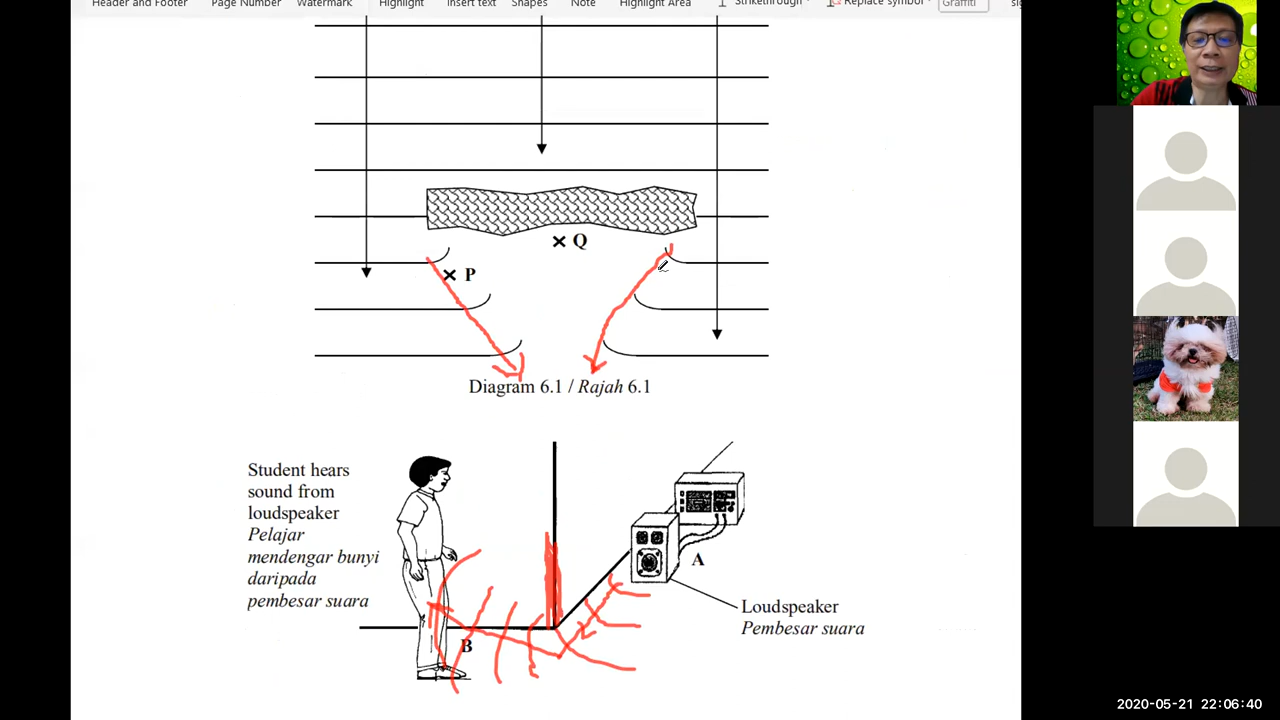 Header and Footer
Page Number
Watermark
Highlight
Insert text
Shapes
Note
Highlight Area
Strikethrough
Replace symbol
Graffiti
Q
P
Diagram 6.1 / Rajah 6.1
Student hears
sound from
loudspeaker
Pelajar
mendengar bunyi
daripada
pembesar suara
A
B
Loudspeaker
Pembesar suara
2020-05-21 22:06:40